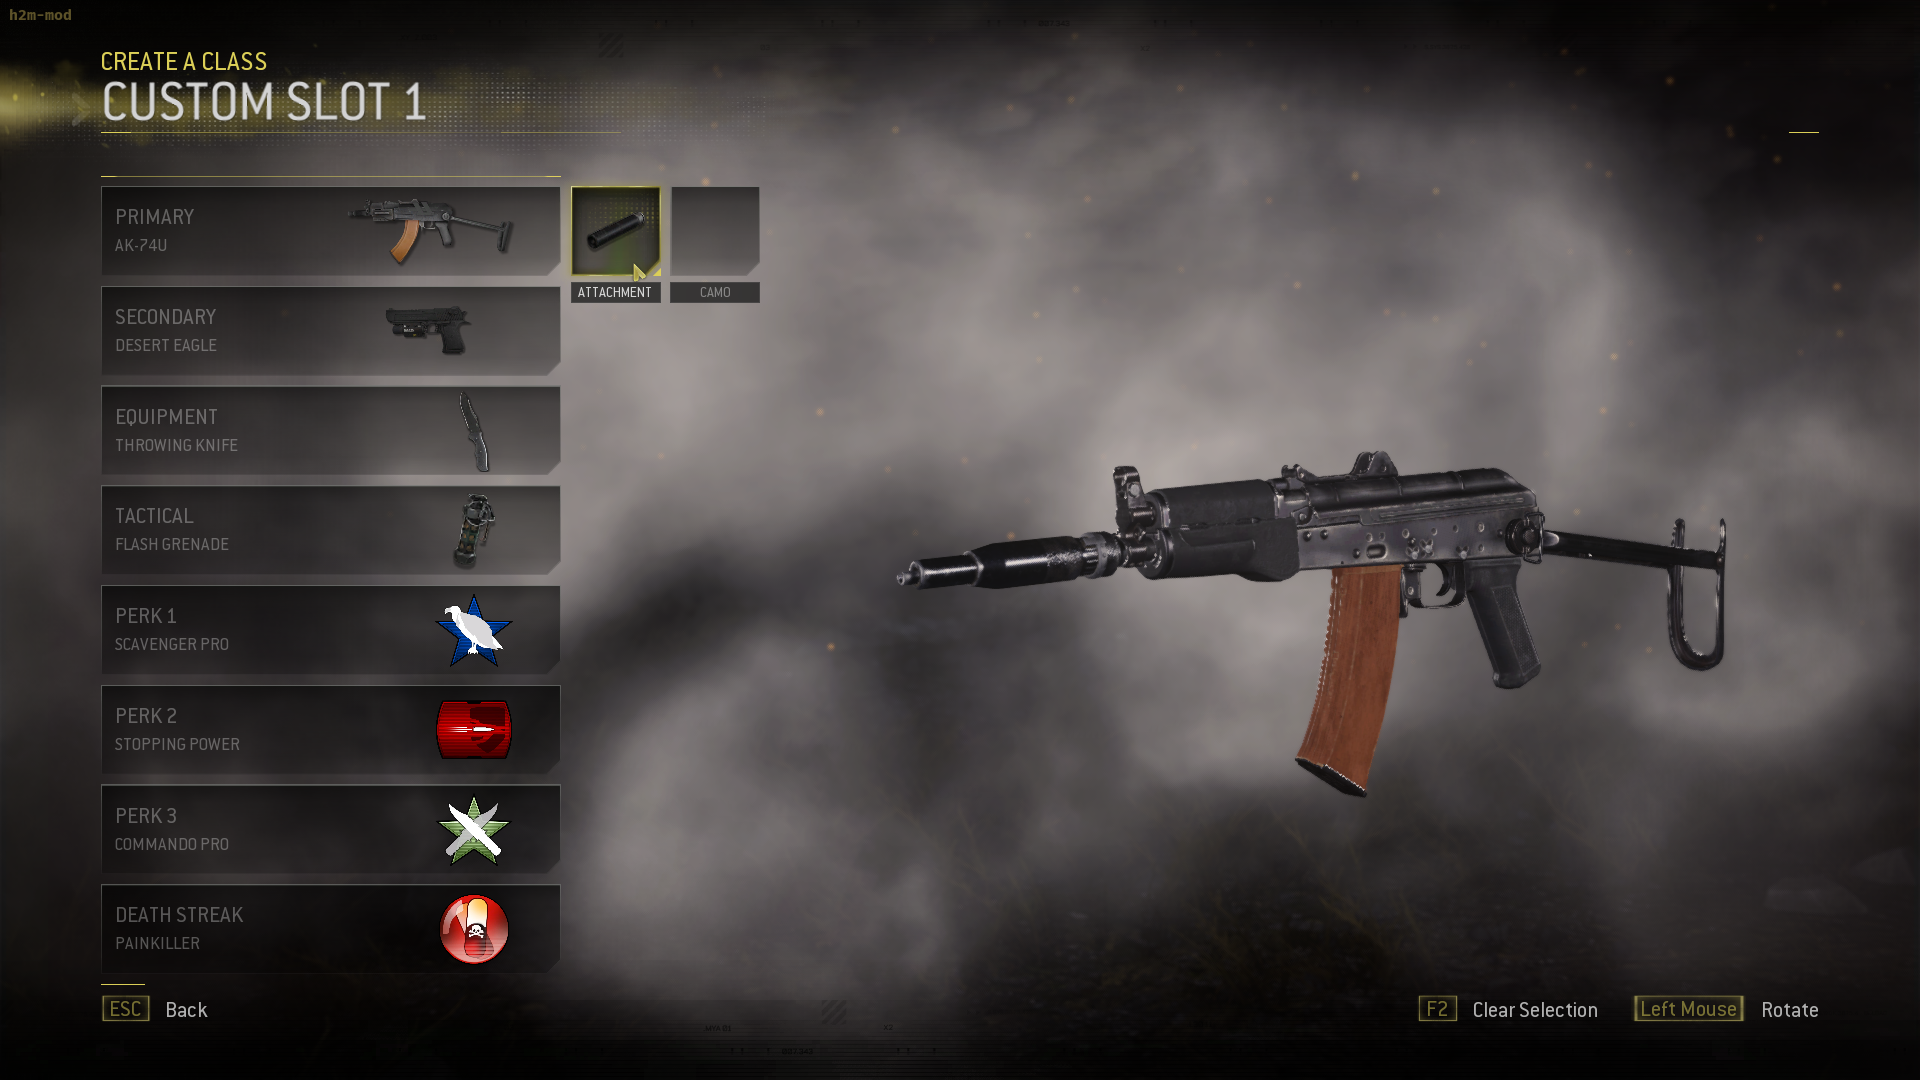 h2m-mod
CREATE A CLASS
CUSTOM SLOT 1
PRIMARY
AK-74U
ATTACHMENT
CAMO
SECONDARY
DESERT EAGLE
EQUIPMENT
THROWING KNIFE
TACTICAL
FLASH GRENADE
PERK 1
SCAVENGER PRO
PERK 2
STOPPING POWER
PERK 3
COMMANDO PRO
DEATH STREAK
PAINKILLER
ESC Back
F2 Clear Selection Left Mouse Rotate